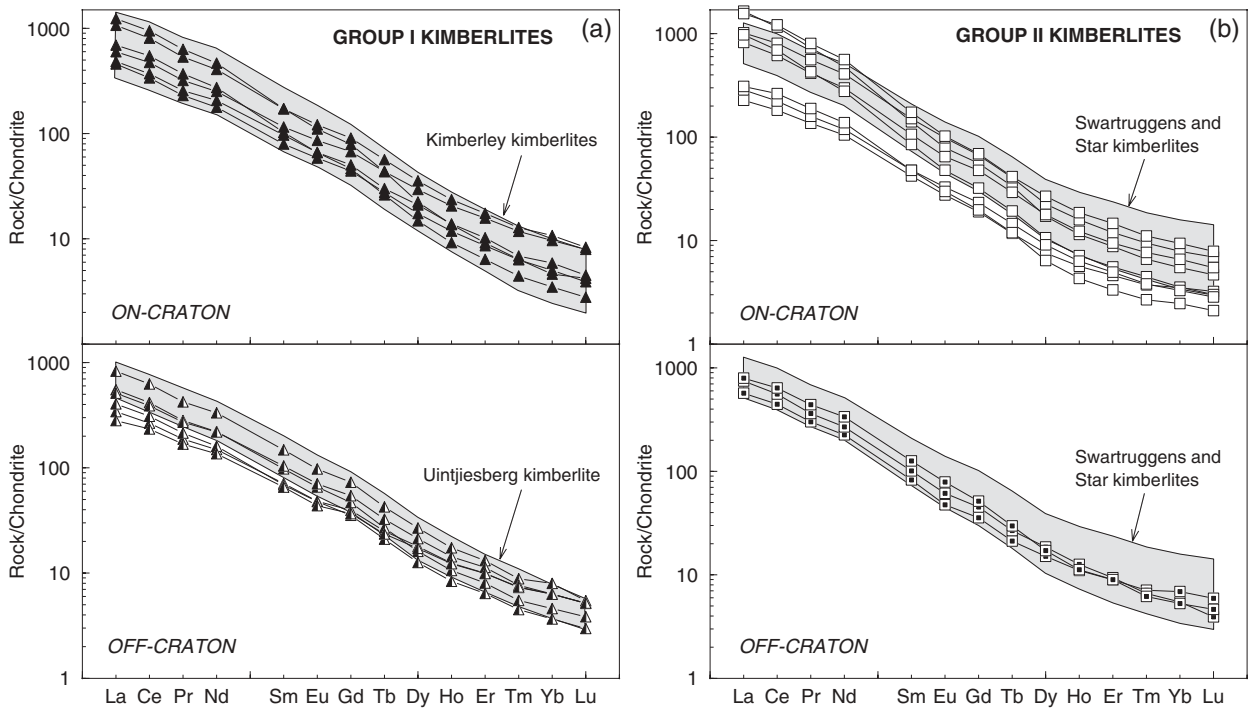 GROUP I KIMBERLITES (a)
1000
100
10
Rock/Chondrite
Kimberley kimberlites
ON-CRATON
GROUP II KIMBERLITES (b)
1000
100
10
1
Rock/Chondrite
Swartruggens and
Star kimberlites
ON-CRATON
1000
100
10
1
Rock/Chondrite
Uintjiesberg kimberlite
OFF-CRATON
La Ce Pr Nd Sm Eu Gd Tb Dy Ho Er Tm Yb Lu
1000
100
10
1
Rock/Chondrite
Swartruggens and
Star kimberlites
OFF-CRATON
La Ce Pr Nd Sm Eu Gd Tb Dy Ho Er Tm Yb Lu